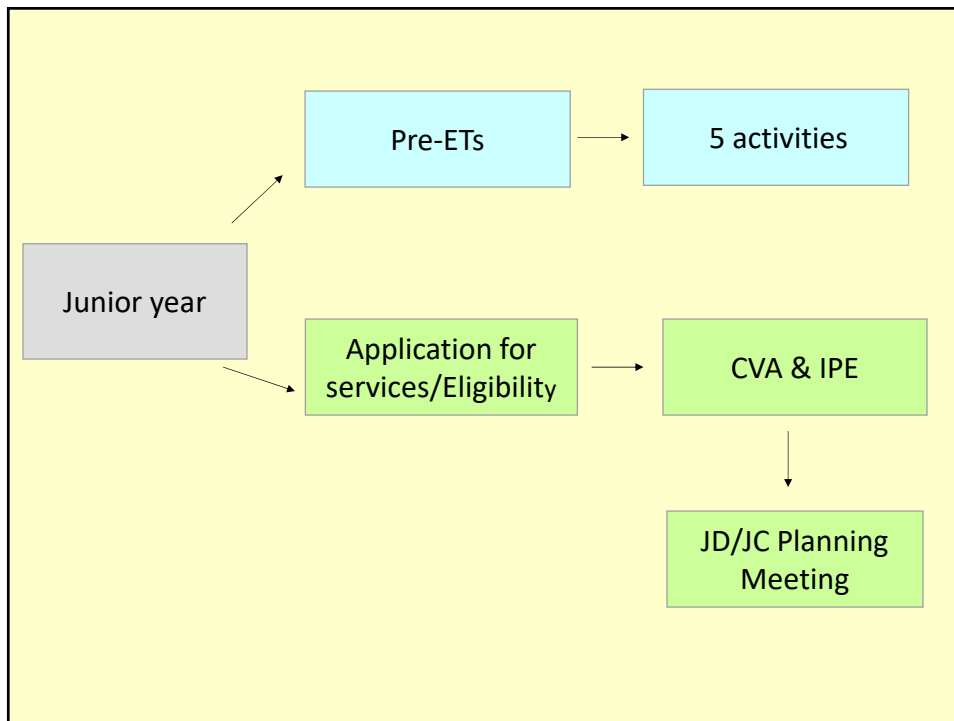 Pre-ETs
5 activities
Junior year
Application for
services/Eligibility
CVA & IPE
JD/JC Planning
Meeting